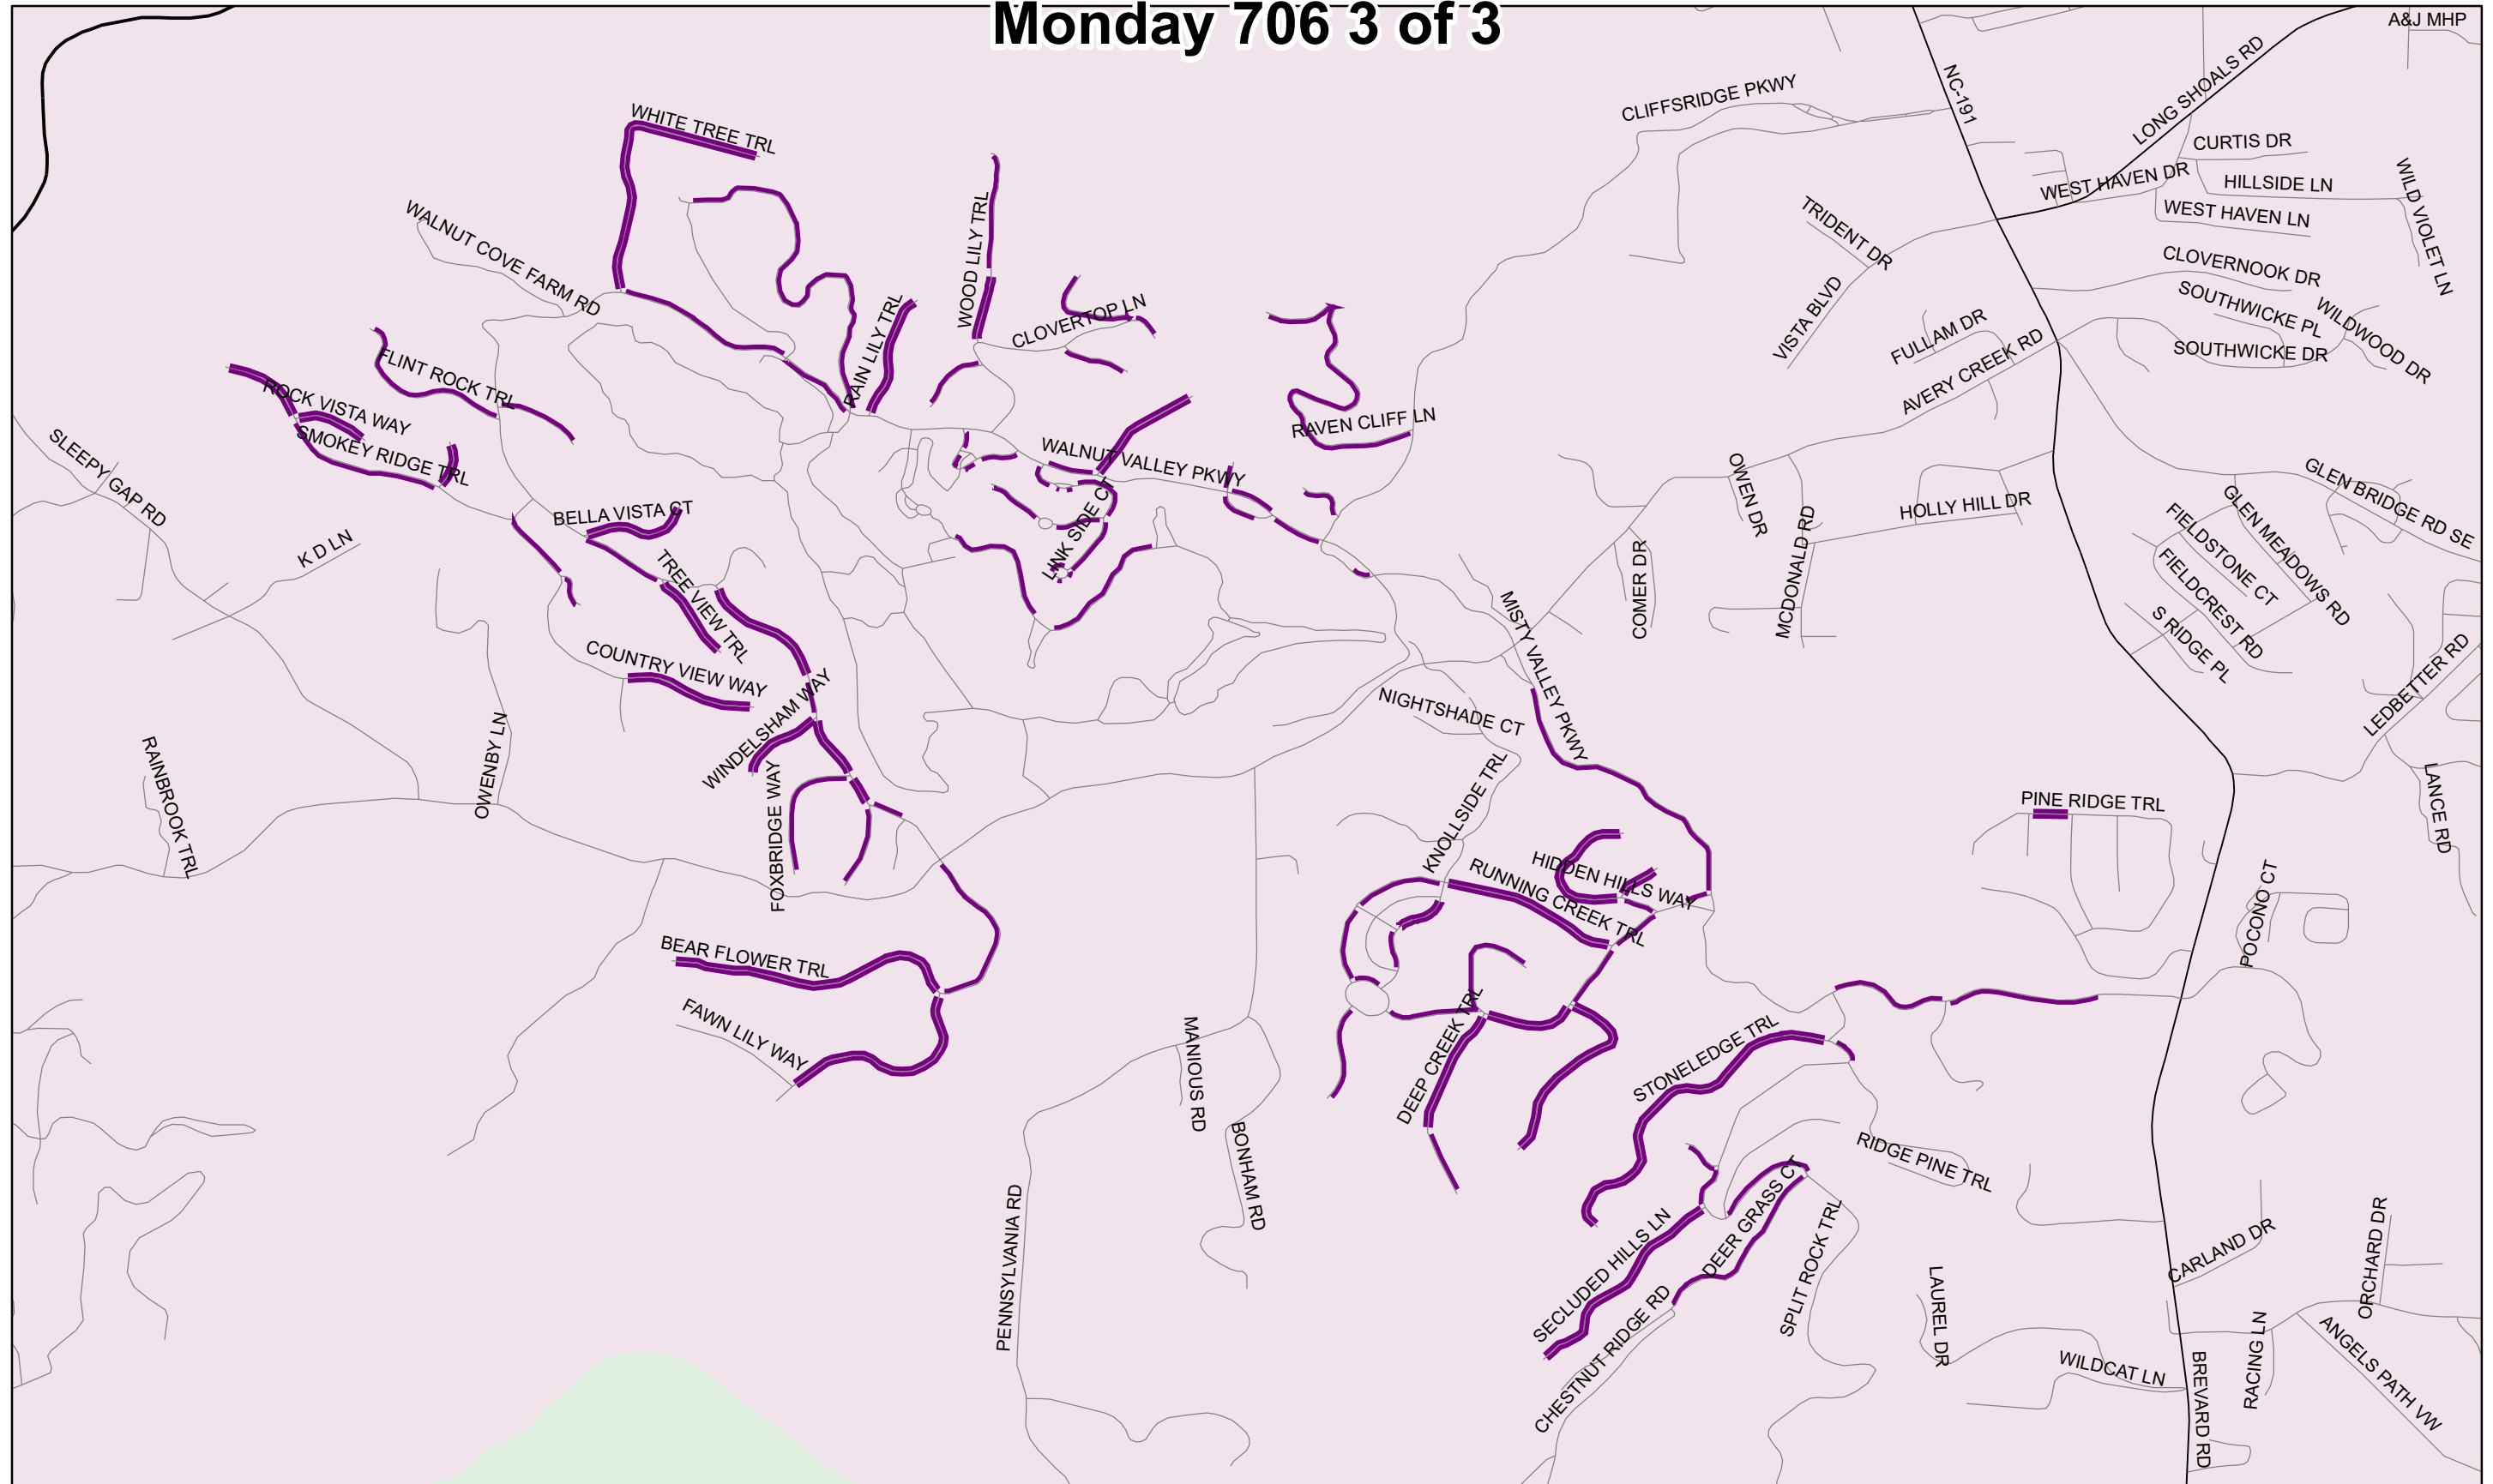 Monday 706 3 of 3
A&J MHP
WHITE TREE TRL
CLIFFSRIDGE PKWY
NC-191
LONG SHOALS RD
CURTIS DR
WEST HAVEN DR
HILLSIDE LN
WILD VIOLET LN
WEST HAVEN LN
WALNUT COVE FARM RD
WOOD LILY TRL
TRIDENT DR
CLOVERNOOK DR
SOUTHWICKE PL
WILDWOOD DR
VISTA BLVD
FULLAM DR
SOUTHWICKE DR
RAIN LILY TRL
CLOVERTOP LN
AVERY CREEK RD
FLINT ROCK TRL
ROCK VISTA WAY
SMOKEY RIDGE TRL
SLEEPY GAP RD
RAVEN CLIFF LN
WALNUT VALLEY PKWY
OWEN DR
GLEN BRIDGE RD SE
HOLLY HILL DR
MCDONALD RD
GLEN MEADOWS RD
FIELDSTONE CT
FIELDCREST RD
S RIDGE PL
BELLA VISTA CT
K D LN
LINK SIDE CT
TREE VIEW TRL
COMER DR
MISTY VALLEY PKWY
COUNTRY VIEW WAY
LEDBETTER RD
WINDELSHAM WAY
NIGHTSHADE CT
OWENBY LN
RAINBROOK TRL
FOXBRIDGE WAY
KNOLLSIDE TRL
PINE RIDGE TRL
LANCE RD
HIDDEN HILLS WAY
RUNNING CREEK TRL
POCONO CT
BEAR FLOWER TRL
FAWN LILY WAY
MANIOUS RD
DEEP CREEK TRL
STONELEDGE TRL
BONHAM RD
RIDGE PINE TRL
PENNSYLVANIA RD
DEER GRASS CT
SECLUDED HILLS LN
SPLIT ROCK TRL
CARLAND DR
ORCHARD DR
CHESTNUT RIDGE RD
LAUREL DR
WILDCAT LN
BREVARD RD
RACING LN
ANGELS PATH VW